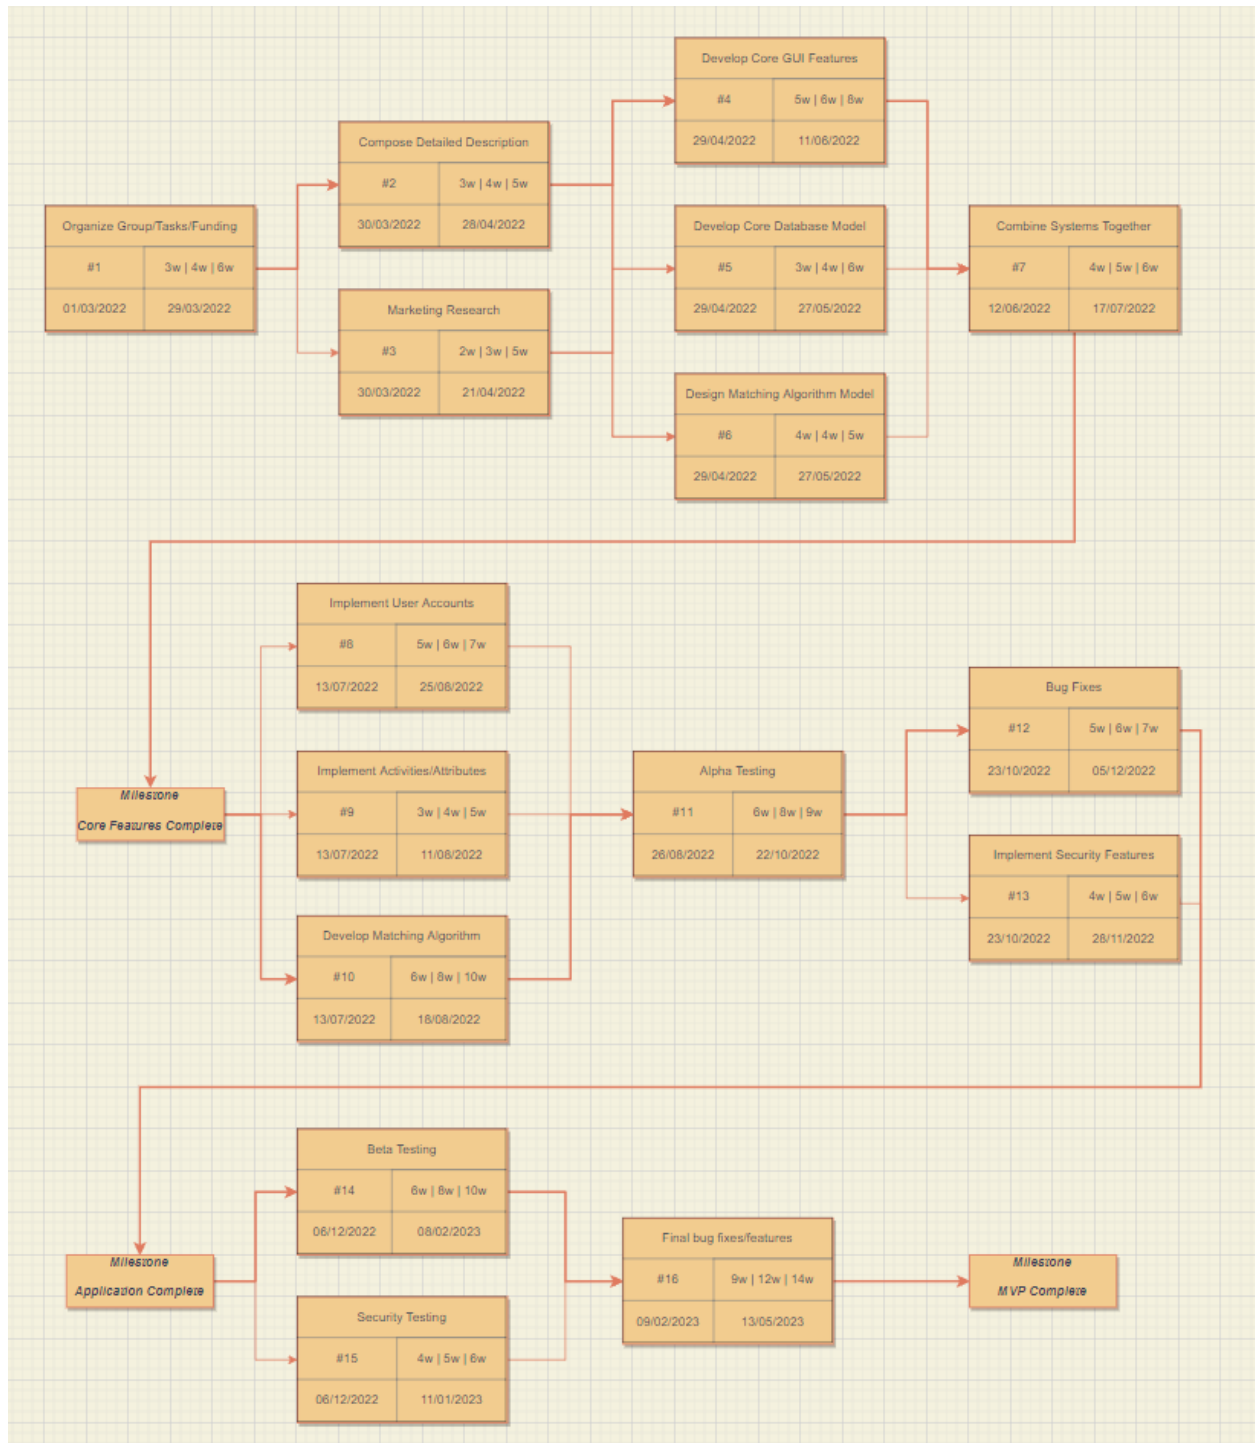 Develop Core GUI Features
#4 5w | 6w | 8w
29/04/2022 11/06/2022
Compose Detailed Description
#2 3w | 4w | 5w
30/03/2022 28/04/2022
Organize Group/Tasks/Funding
#1 3w | 4w | 6w
01/03/2022 29/03/2022
Develop Core Database Model
#5 3w | 4w | 6w
29/04/2022 27/05/2022
Combine Systems Together
#7 4w | 5w | 6w
12/06/2022 17/07/2022
Marketing Research
#3 2w | 3w | 5w
30/03/2022 21/04/2022
Design Matching Algorithm Model
#6 4w | 4w | 5w
29/04/2022 27/05/2022
Implement User Accounts
#8 5w | 6w | 7w
13/07/2022 25/08/2022
Milestone
Core Features Complete
Implement Activities/Attributes
#9 3w | 4w | 5w
13/07/2022 11/08/2022
Develop Matching Algorithm
#10 6w | 8w | 10w
13/07/2022 18/08/2022
Alpha Testing
#11 6w | 8w | 9w
26/08/2022 22/10/2022
Bug Fixes
#12 5w | 6w | 7w
23/10/2022 05/12/2022
Implement Security Features
#13 4w | 5w | 6w
23/10/2022 28/11/2022
Beta Testing
#14 6w | 8w | 10w
06/12/2022 08/02/2023
Milestone
Application Complete
Security Testing
#15 4w | 5w | 6w
06/12/2022 11/01/2023
Final bug fixes/features
#16 9w | 12w | 14w
09/02/2023 13/05/2023
Milestone
MVP Complete